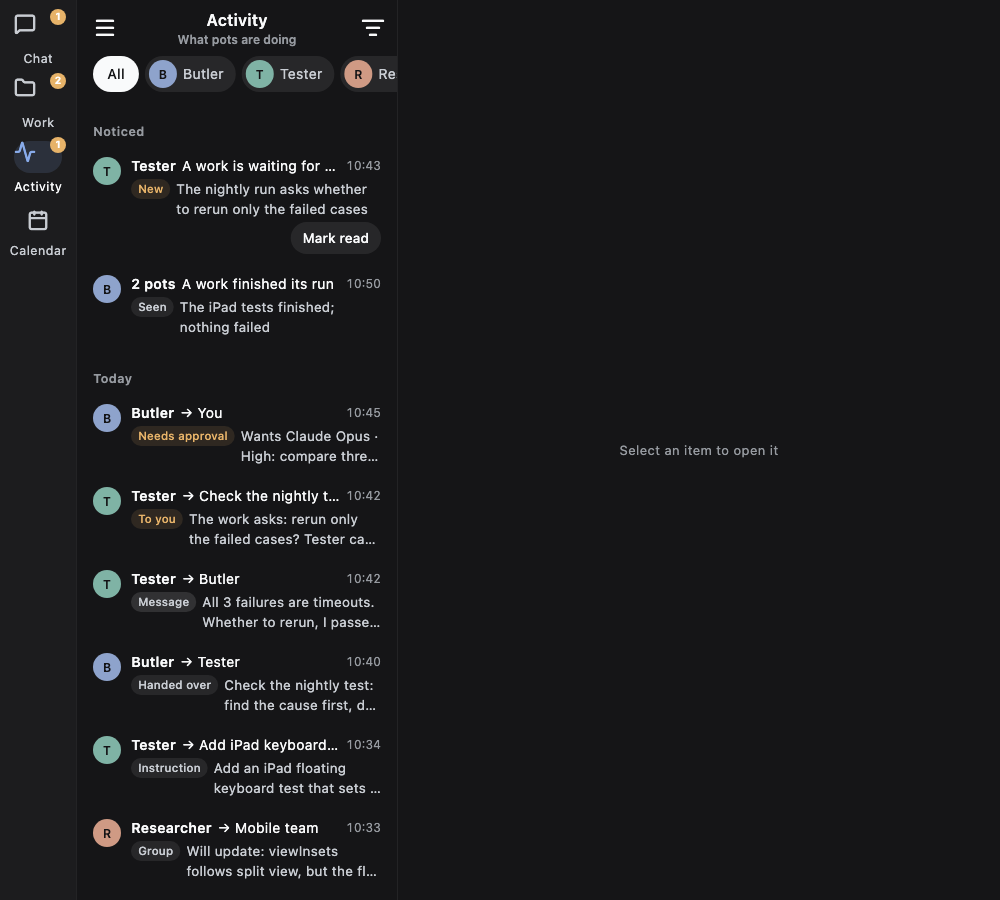 1
Chat
2
Work
1
Activity
Calendar
Activity
What pots are doing
All
B Butler
T Tester
R Re
Noticed
T
Tester A work is waiting for ... 10:43
New The nightly run asks whether
to rerun only the failed cases
Mark read
B
2 pots A work finished its run 10:50
Seen The iPad tests finished;
nothing failed
Today
B
Butler → You 10:45
Needs approval Wants Claude Opus ·
High: compare thre...
T
Tester → Check the nightly t... 10:42
To you The work asks: rerun only
the failed cases? Tester ca...
T
Tester → Butler 10:42
Message All 3 failures are timeouts.
Whether to rerun, I passe...
B
Butler → Tester 10:40
Handed over Check the nightly test:
find the cause first, d...
T
Tester → Add iPad keyboard... 10:34
Instruction Add an iPad floating
keyboard test that sets ...
R
Researcher → Mobile team 10:33
Group Will update: viewInsets
follows split view, but the fl...
Select an item to open it